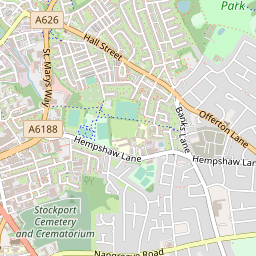 Park
A626
Hall Street
St. Mary's Way
Banks Lane
Offerton Lane
A6188
Hempshaw Lane
Hempshaw Lan
Stockport
Cemetery
and Crematorium
Nangreave Road